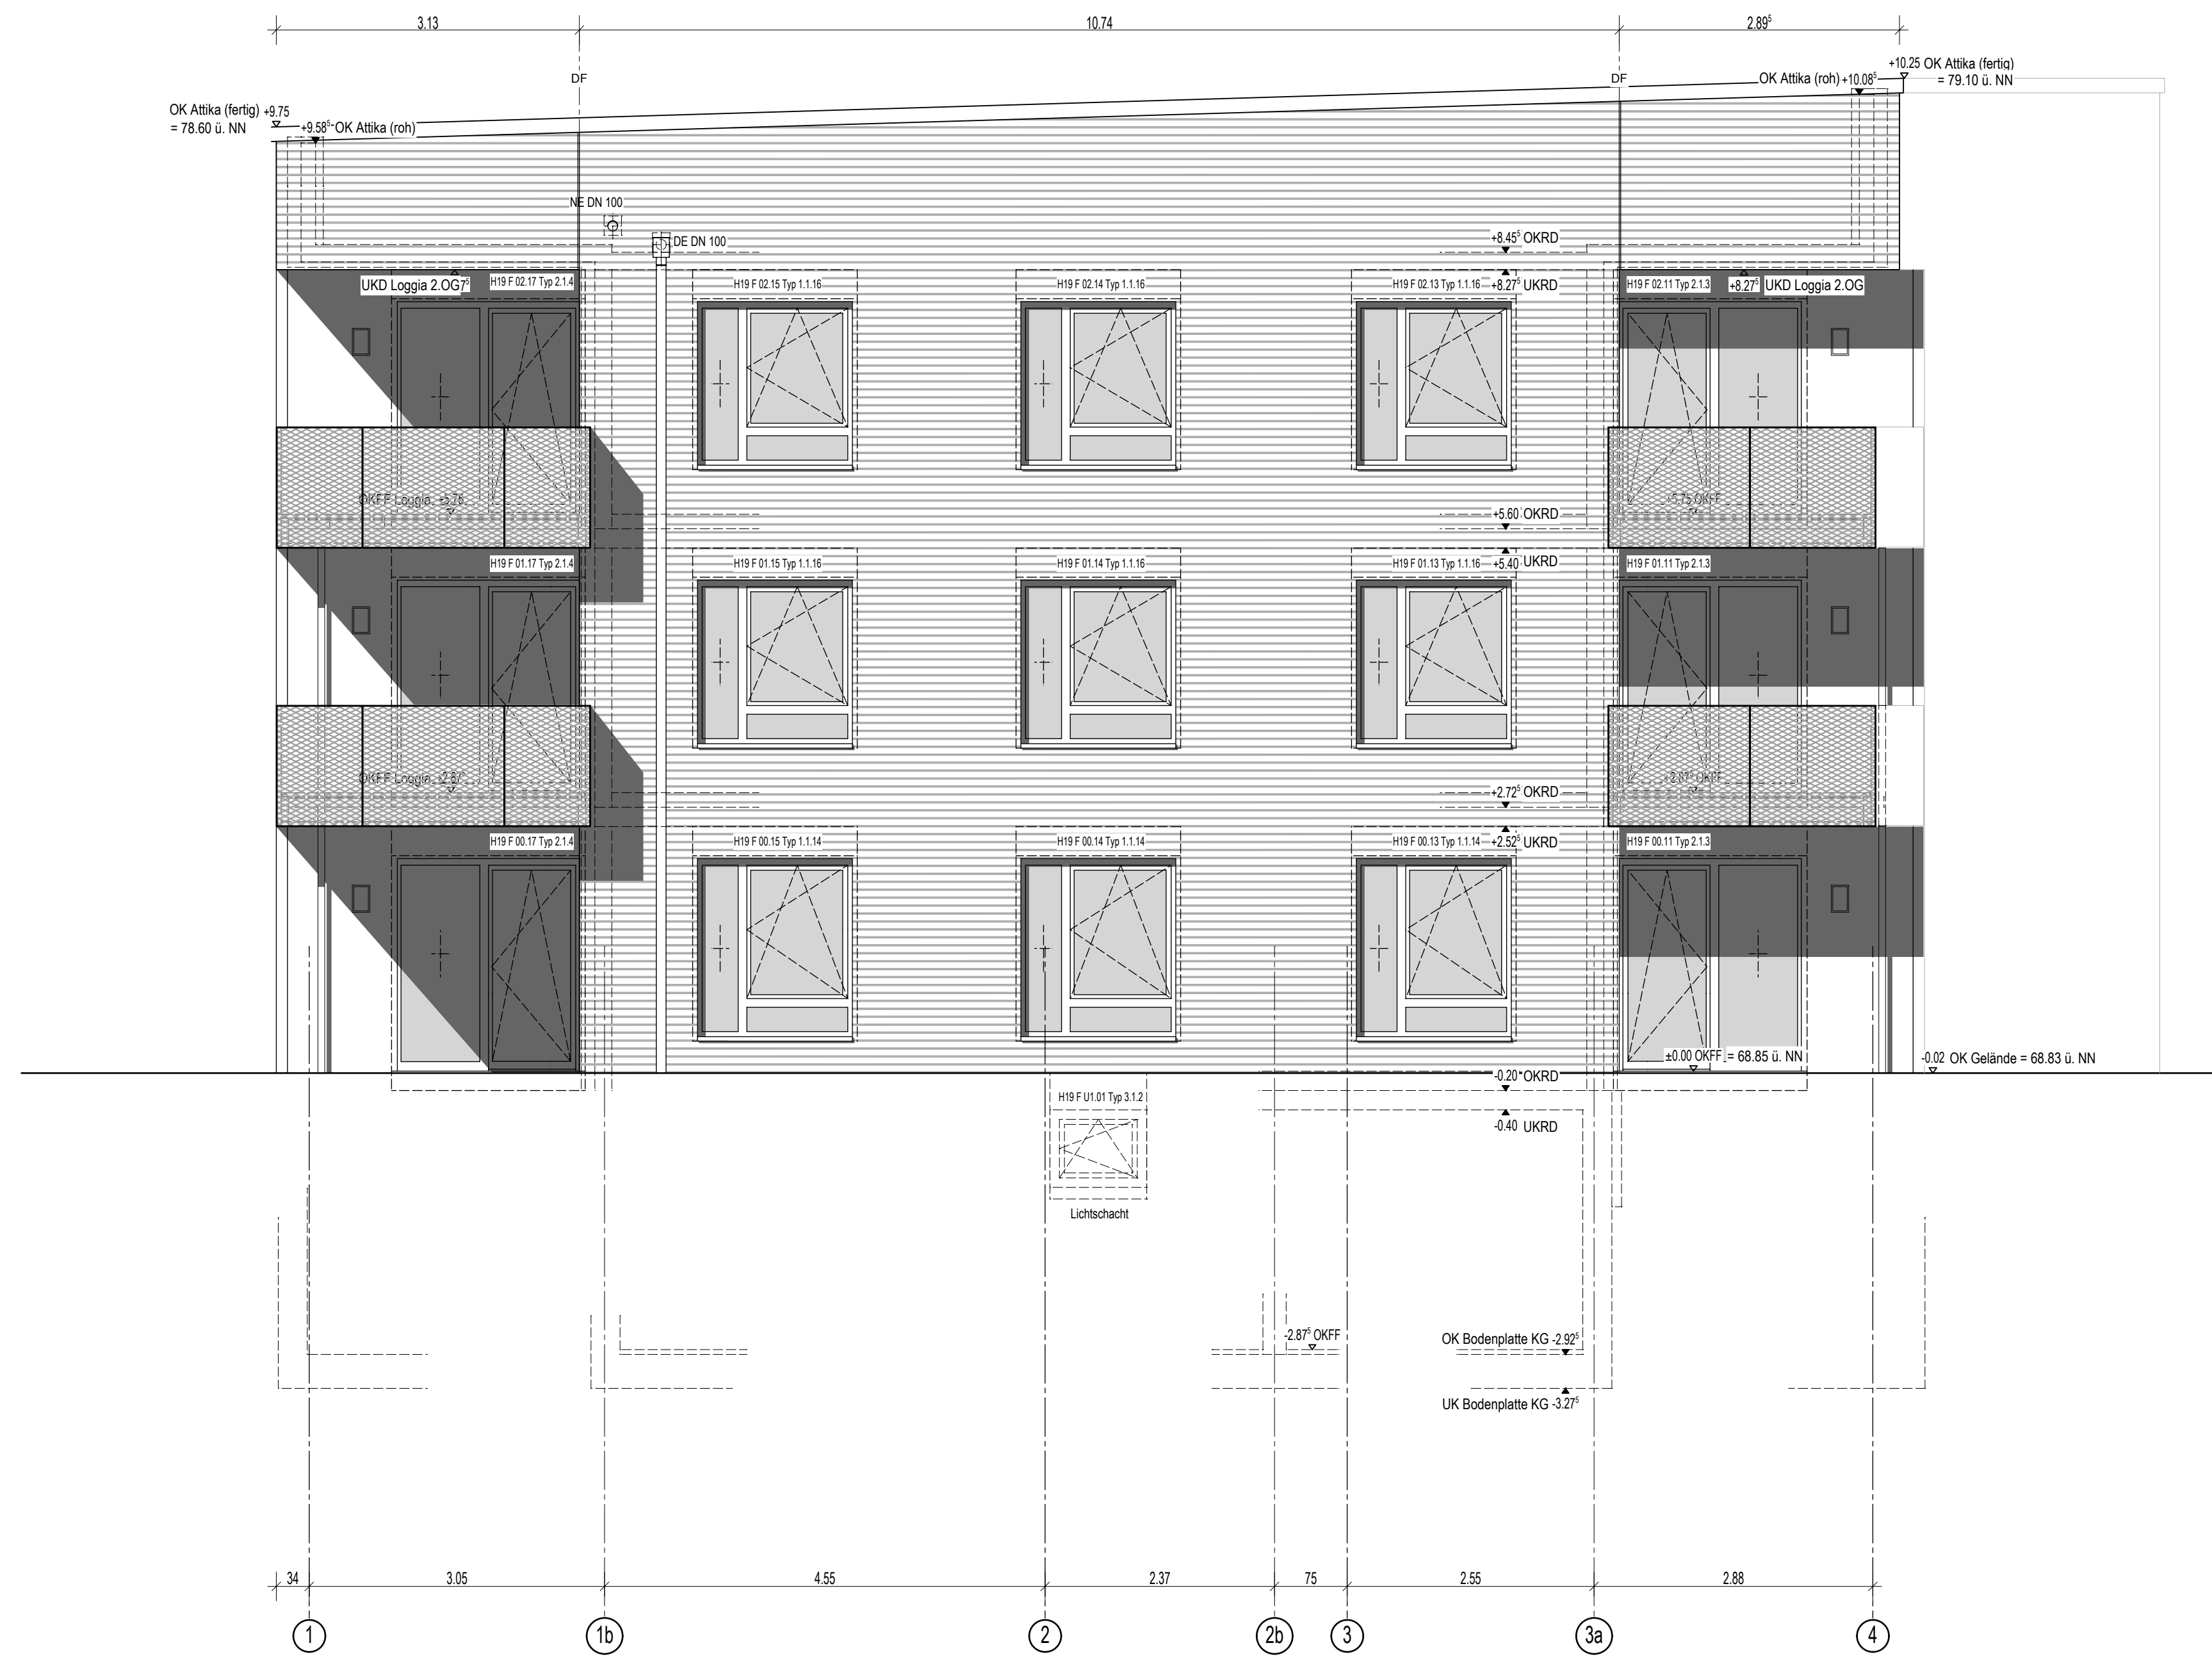 3.13
10.74
2.89⁵
DF
DF
+10.25 OK Attika (fertig)
= 79.10 ü. NN
OK Attika (roh) +10.08⁵
OK Attika (fertig) +9.75
= 78.60 ü. NN
+9.58⁵ OK Attika (roh)
NE DN 100
DE DN 100
+8.45⁵ OKRD
UKD Loggia 2.OG 7⁵
H19 F 02.17 Typ 2.1.4
H19 F 02.15 Typ 1.1.16
H19 F 02.14 Typ 1.1.16
H19 F 02.13 Typ 1.1.16
+8.27⁵ UKRD
H19 F 02.11 Typ 2.1.3
+8.27⁵ UKD Loggia 2.OG
OKFF Loggia +5.75
+5.75 OKFF
+5.60 OKRD
H19 F 01.17 Typ 2.1.4
H19 F 01.15 Typ 1.1.16
H19 F 01.14 Typ 1.1.16
H19 F 01.13 Typ 1.1.16
+5.40 UKRD
H19 F 01.11 Typ 2.1.3
OKFF Loggia +2.87⁵
+2.87⁵ OKFF
+2.72⁵ OKRD
H19 F 00.17 Typ 2.1.4
H19 F 00.15 Typ 1.1.14
H19 F 00.14 Typ 1.1.14
H19 F 00.13 Typ 1.1.14
+2.52⁵ UKRD
H19 F 00.11 Typ 2.1.3
±0.00 OKFF = 68.85 ü. NN
-0.02 OK Gelände = 68.83 ü. NN
-0.20 OKRD
H19 F U1.01 Typ 3.1.2
-0.40 UKRD
Lichtschacht
-2.87⁵ OKFF
OK Bodenplatte KG -2.92⁵
UK Bodenplatte KG -3.27⁵
34
3.05
4.55
2.37
75
2.55
2.88
1
1b
2
2b
3
3a
4